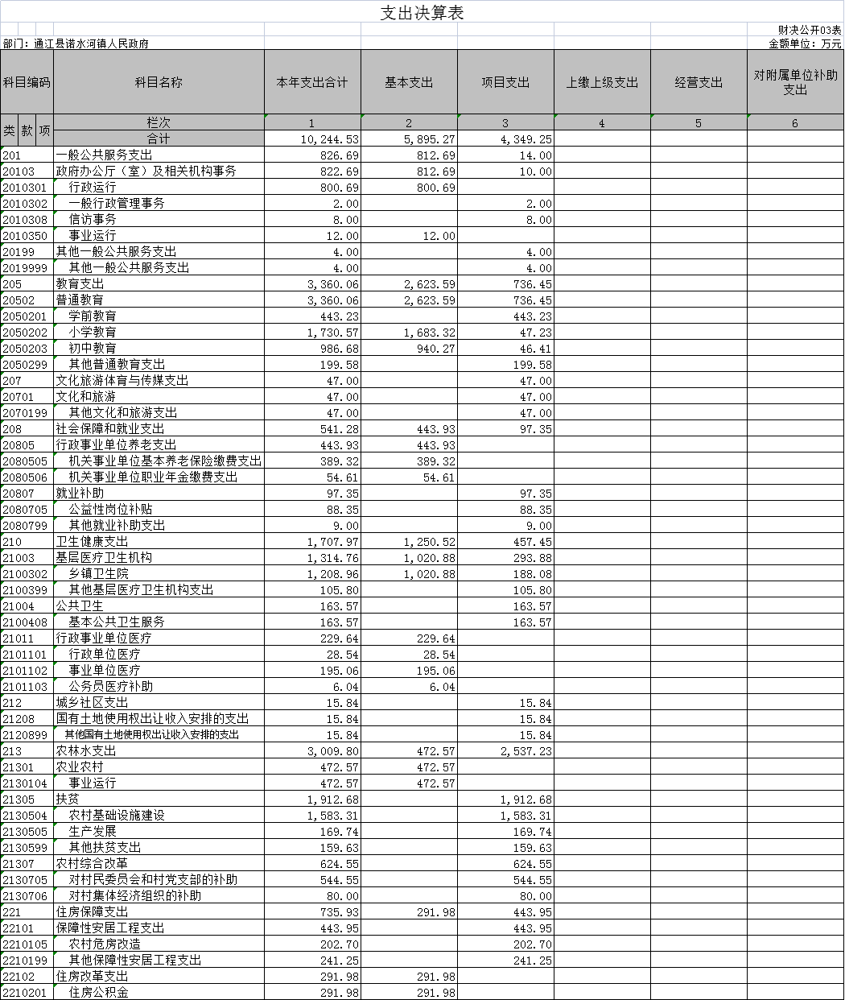 支出决算表
财决公开03表
部门：通江县诺水河镇人民政府 金额单位：万元
科目编码 科目名称 本年支出合计 基本支出 项目支出 上缴上级支出 经营支出 对附属单位补助支出
类 款 项 栏次 1 2 3 4 5 6
合计 10,244.53 5,895.27 4,349.25
201 一般公共服务支出 826.69 812.69 14.00
20103 政府办公厅（室）及相关机构事务 822.69 812.69 10.00
2010301 行政运行 800.69 800.69
2010302 一般行政管理事务 2.00 2.00
2010308 信访事务 8.00 8.00
2010350 事业运行 12.00 12.00
20199 其他一般公共服务支出 4.00 4.00
2019999 其他一般公共服务支出 4.00 4.00
205 教育支出 3,360.06 2,623.59 736.45
20502 普通教育 3,360.06 2,623.59 736.45
2050201 学前教育 443.23 443.23
2050202 小学教育 1,730.57 1,683.32 47.23
2050203 初中教育 986.68 940.27 46.41
2050299 其他普通教育支出 199.58 199.58
207 文化旅游体育与传媒支出 47.00 47.00
20701 文化和旅游 47.00 47.00
2070199 其他文化和旅游支出 47.00 47.00
208 社会保障和就业支出 541.28 443.93 97.35
20805 行政事业单位养老支出 443.93 443.93
2080505 机关事业单位基本养老保险缴费支出 389.32 389.32
2080506 机关事业单位职业年金缴费支出 54.61 54.61
20807 就业补助 97.35 97.35
2080705 公益性岗位补贴 88.35 88.35
2080799 其他就业补助支出 9.00 9.00
210 卫生健康支出 1,707.97 1,250.52 457.45
21003 基层医疗卫生机构 1,314.76 1,020.88 293.88
2100302 乡镇卫生院 1,208.96 1,020.88 188.08
2100399 其他基层医疗卫生机构支出 105.80 105.80
21004 公共卫生 163.57 163.57
2100408 基本公共卫生服务 163.57 163.57
21011 行政事业单位医疗 229.64 229.64
2101101 行政单位医疗 28.54 28.54
2101102 事业单位医疗 195.06 195.06
2101103 公务员医疗补助 6.04 6.04
212 城乡社区支出 15.84 15.84
21208 国有土地使用权出让收入安排的支出 15.84 15.84
2120899 其他国有土地使用权出让收入安排的支出 15.84 15.84
213 农林水支出 3,009.80 472.57 2,537.23
21301 农业农村 472.57 472.57
2130104 事业运行 472.57 472.57
21305 扶贫 1,912.68 1,912.68
2130504 农村基础设施建设 1,583.31 1,583.31
2130505 生产发展 169.74 169.74
2130599 其他扶贫支出 159.63 159.63
21307 农村综合改革 624.55 624.55
2130705 对村民委员会和村党支部的补助 544.55 544.55
2130706 对村集体经济组织的补助 80.00 80.00
221 住房保障支出 735.93 291.98 443.95
22101 保障性安居工程支出 443.95 443.95
2210105 农村危房改造 202.70 202.70
2210199 其他保障性安居工程支出 241.25 241.25
22102 住房改革支出 291.98 291.98
2210201 住房公积金 291.98 291.98